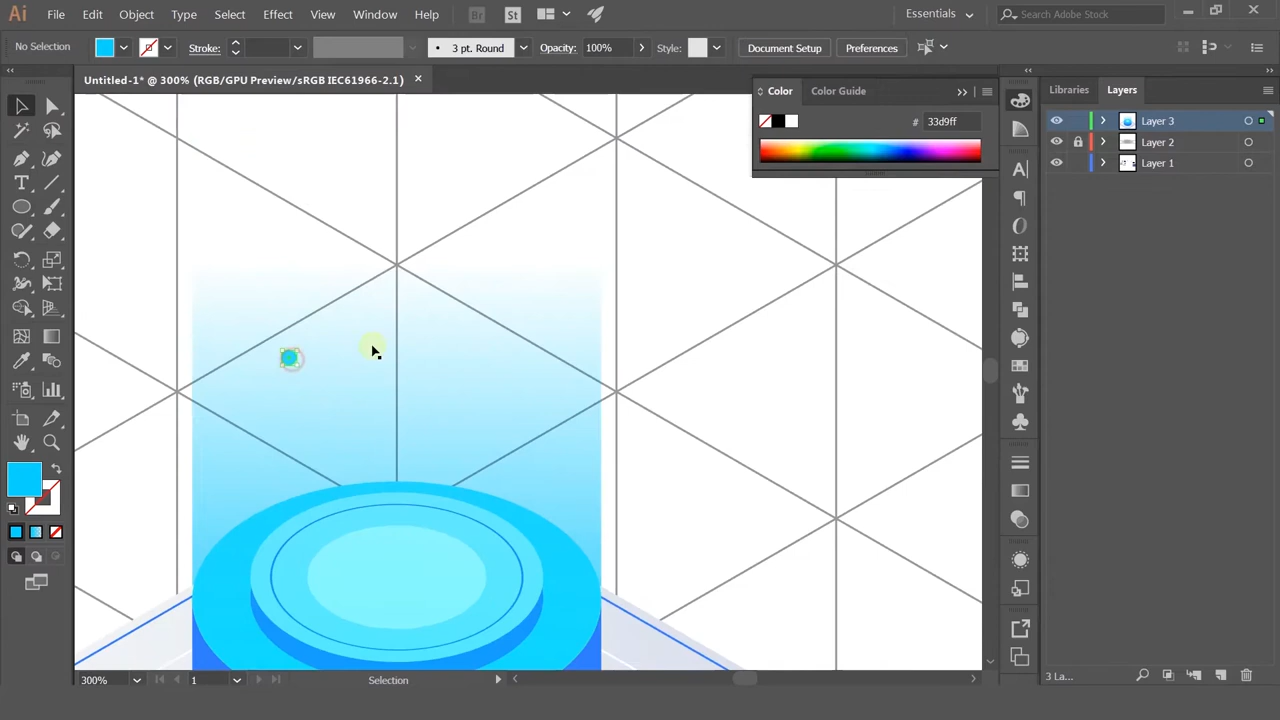 Ai File Edit Object Type Select Effect View Window Help Br St Essentials Search Adobe Stock
No Selection Stroke: 3 pt. Round Opacity: 100% Style: Document Setup Preferences
Untitled-1* @ 300% (RGB/GPU Preview/sRGB IEC61966-2.1)
Color Color Guide
# 33d9ff
Libraries Layers
Layer 3
Layer 2
Layer 1
300% 1 Selection
3 La...